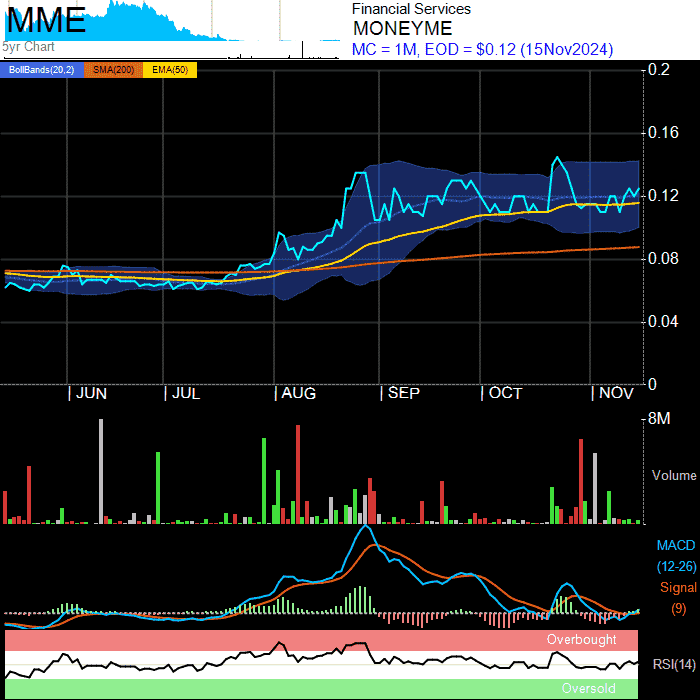 MME
5yr Chart
Financial Services
MONEYME
MC = 1M, EOD = $0.12 (15Nov2024)
BollBands(20,2) SMA(200) EMA(50)
0.2
0.16
0.12
0.08
0.04
0
JUN JUL AUG SEP OCT NOV
8M
Volume
MACD
(12-26)
Signal
(9)
Overbought
RSI(14)
Oversold